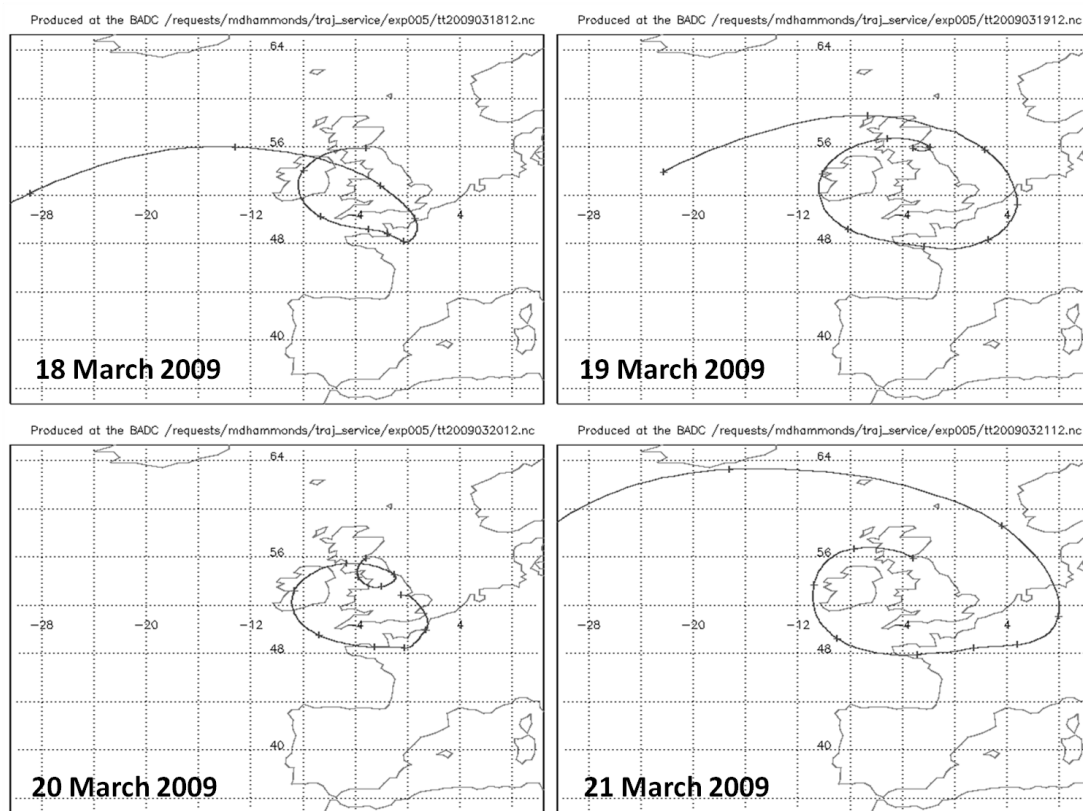 Produced at the BADC /requests/mdhammonds/traj_service/exp005/tt2009031812.nc
64
56
-28 -20 -12 -4 4
48
40
18 March 2009
Produced at the BADC /requests/mdhammonds/traj_service/exp005/tt2009031912.nc
64
56
-28 -20 -12 -4 4
48
40
19 March 2009
Produced at the BADC /requests/mdhammonds/traj_service/exp005/tt2009032012.nc
64
56
-28 -20 -12 -4 4
48
40
20 March 2009
Produced at the BADC /requests/mdhammonds/traj_service/exp005/tt2009032112.nc
64
56
-28 -20 -12 -4 4
48
40
21 March 2009